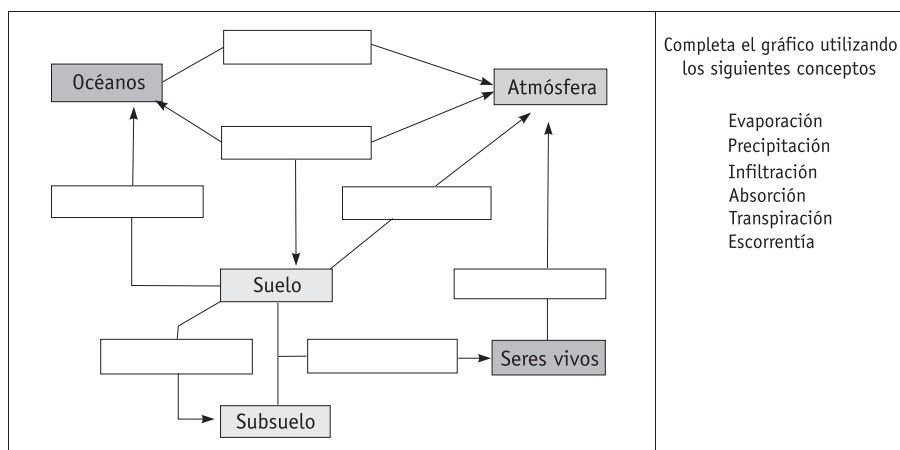 Océanos
Atmósfera
Suelo
Seres vivos
Subsuelo
Completa el gráfico utilizando
los siguientes conceptos
Evaporación
Precipitación
Infiltración
Absorción
Transpiración
Escorrentía